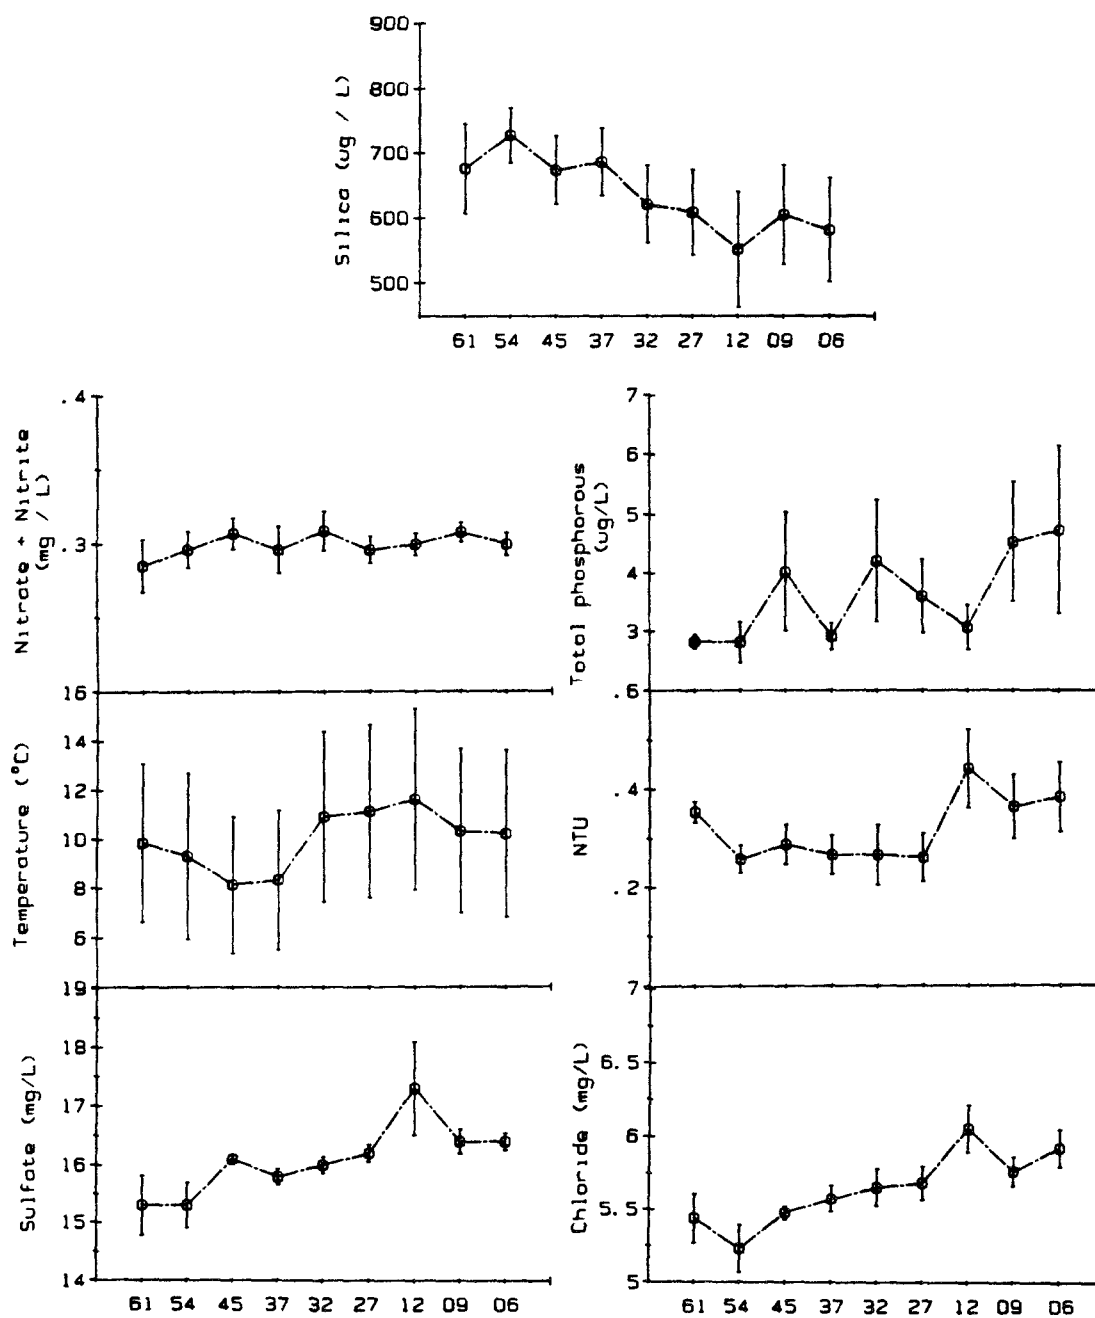 900
800
700
600
500
Silica (ug / L)
61 54 45 37 32 27 12 09 06
.4
.3
Nitrate + Nitrite
(mg / L)
7
6
5
4
3
Total phosphorous
(ug/L)
16
14
12
10
8
6
Temperature (°C)
.6
.4
.2
NTU
19
18
17
16
15
14
Sulfate (mg/L)
61 54 45 37 32 27 12 09 06
7
6.5
6
5.5
5
Chloride (mg/L)
61 54 45 37 32 27 12 09 06